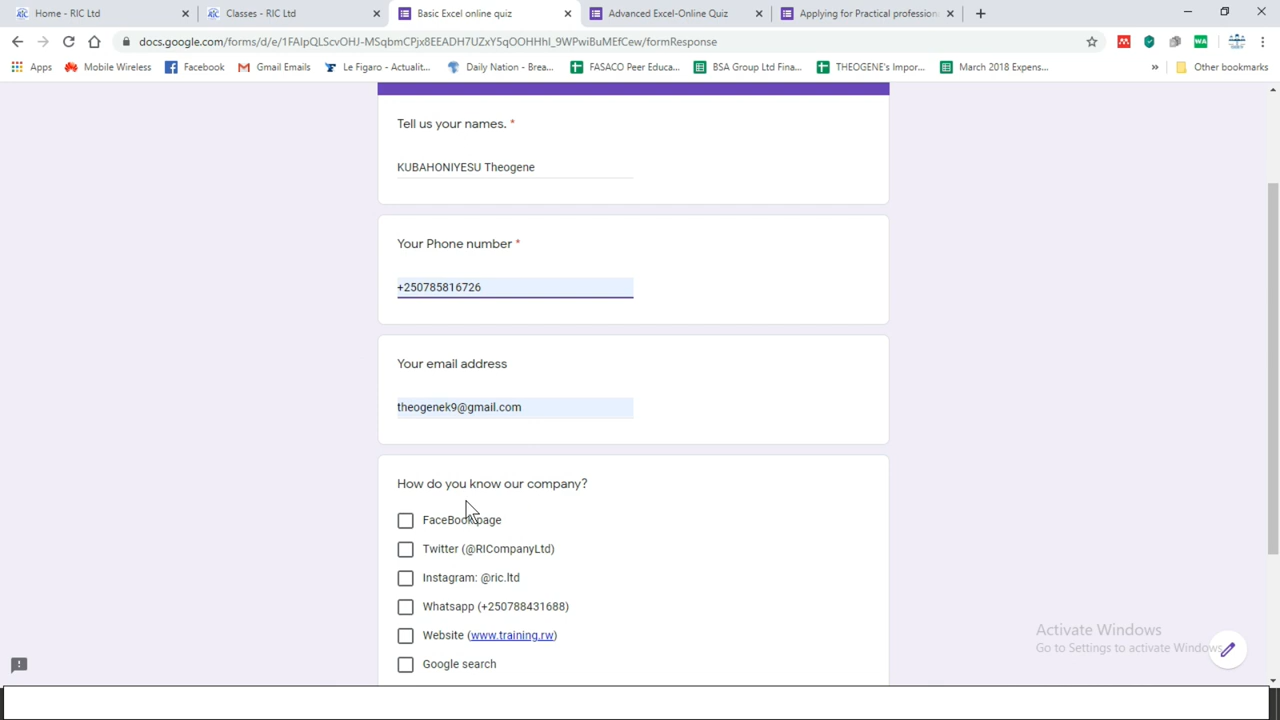 Home - RIC Ltd
Classes - RIC Ltd
Basic Excel online quiz
Advanced Excel-Online Quiz
Applying for Practical profession
docs.google.com/forms/d/e/1FAIpQLScvOHJ-MSqbmCPjx8EEADH7UZxY5qOOHHhI_9WPwiBuMEfCew/formResponse
Apps
Mobile Wireless
Facebook
Gmail Emails
Le Figaro - Actualit...
Daily Nation - Brea...
FASACO Peer Educa...
BSA Group Ltd Fina...
THEOGENE's Impor...
March 2018 Expens...
»
Other bookmarks
Tell us your names. *
KUBAHONIYESU Theogene
Your Phone number *
+250785816726
Your email address
theogenek9@gmail.com
How do you know our company?
FaceBook page
Twitter (@RICompanyLtd)
Instagram: @ric.ltd
Whatsapp (+250788431688)
Website (www.training.rw)
Google search
Activate Windows
Go to Settings to activate Windows.